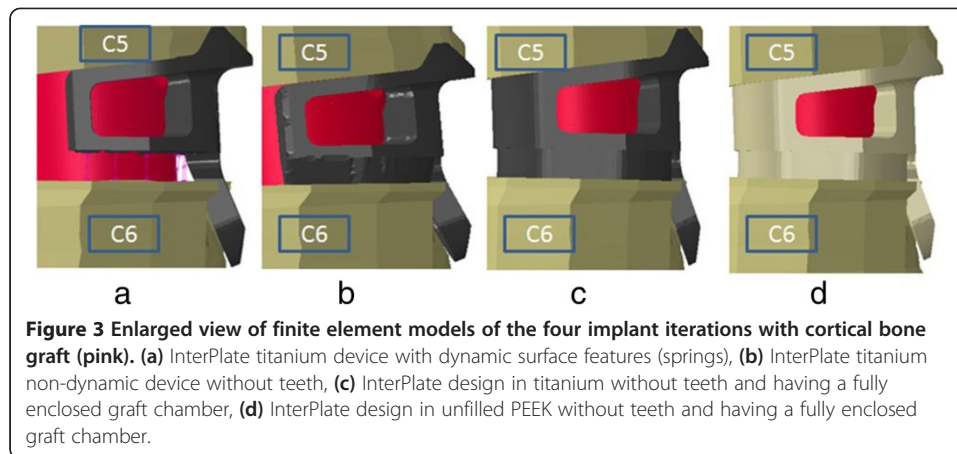 C5
C5
C5
C5
C6
C6
C6
C6
a
b
c
d
Figure 3 Enlarged view of finite element models of the four implant iterations with cortical bone
graft (pink). (a) InterPlate titanium device with dynamic surface features (springs), (b) InterPlate titanium
non-dynamic device without teeth, (c) InterPlate design in titanium without teeth and having a fully
enclosed graft chamber, (d) InterPlate design in unfilled PEEK without teeth and having a fully enclosed
graft chamber.